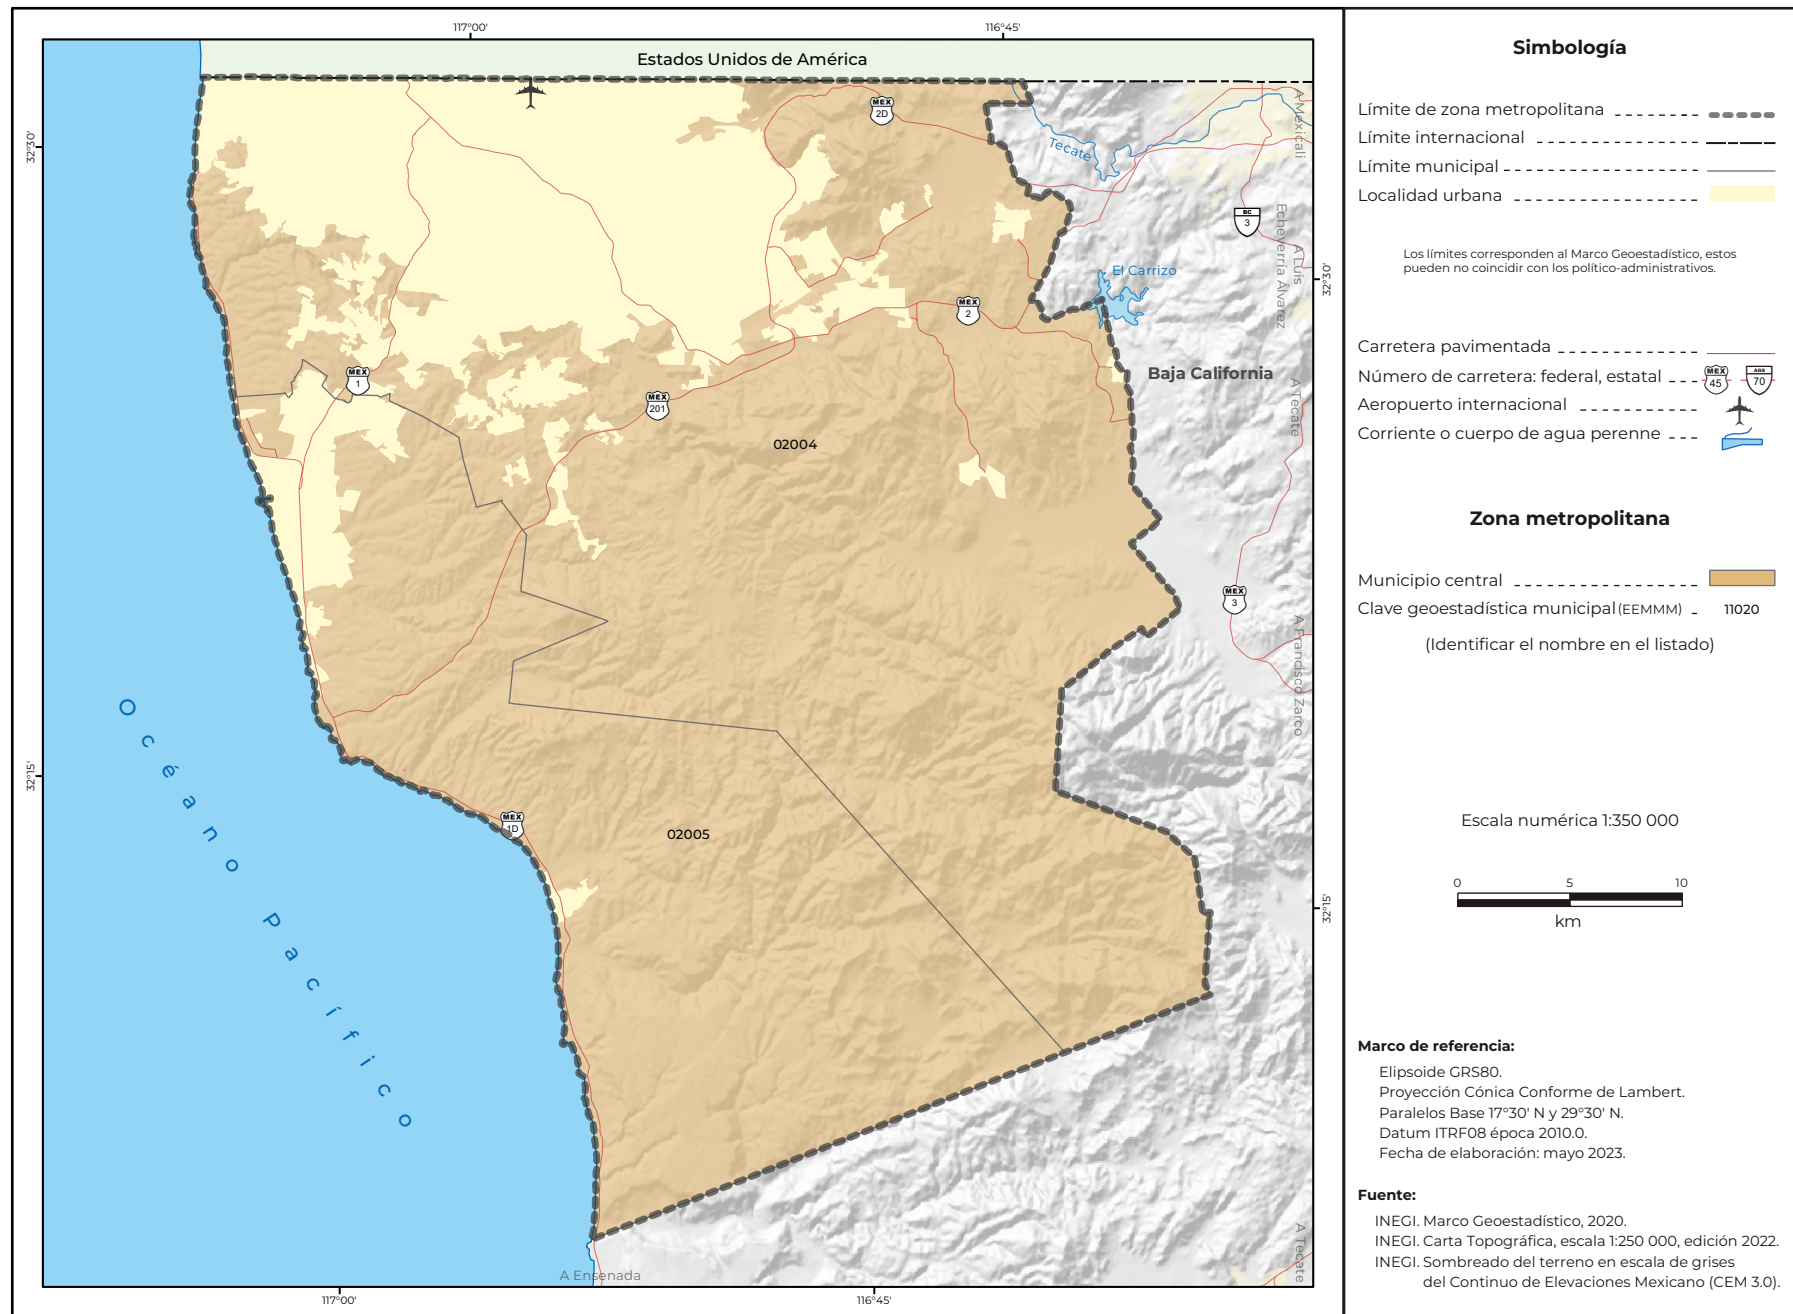 117°00'
116°45'
Estados Unidos de América
MEX
2D
32°30'
Tecate
A Mexicali
BC
3
A Luis
Echeverría Álvarez
El Carrizo
32°30'
MEX
2
Baja California
MEX
1
MEX
201
A Tecate
02004
MEX
3
A Francisco Zarco
Océano Pacífico
32°15'
MEX
1D
02005
32°15'
A Ensenada
A Tecate
117°00'
116°45'
Simbología
Límite de zona metropolitana
Límite internacional
Límite municipal
Localidad urbana
Los límites corresponden al Marco Geoestadístico, estos
pueden no coincidir con los político-administrativos.
Carretera pavimentada
Número de carretera: federal, estatal
MEX
45
AGS
70
Aeropuerto internacional
Corriente o cuerpo de agua perenne
Zona metropolitana
Municipio central
Clave geoestadística municipal (EEMMM) 11020
(Identificar el nombre en el listado)
Escala numérica 1:350 000
0 5 10
km
Marco de referencia:
Elipsoide GRS80.
Proyección Cónica Conforme de Lambert.
Paralelos Base 17°30' N y 29°30' N.
Datum ITRF08 época 2010.0.
Fecha de elaboración: mayo 2023.
Fuente:
INEGI. Marco Geoestadístico, 2020.
INEGI. Carta Topográfica, escala 1:250 000, edición 2022.
INEGI. Sombreado del terreno en escala de grises
del Continuo de Elevaciones Mexicano (CEM 3.0).